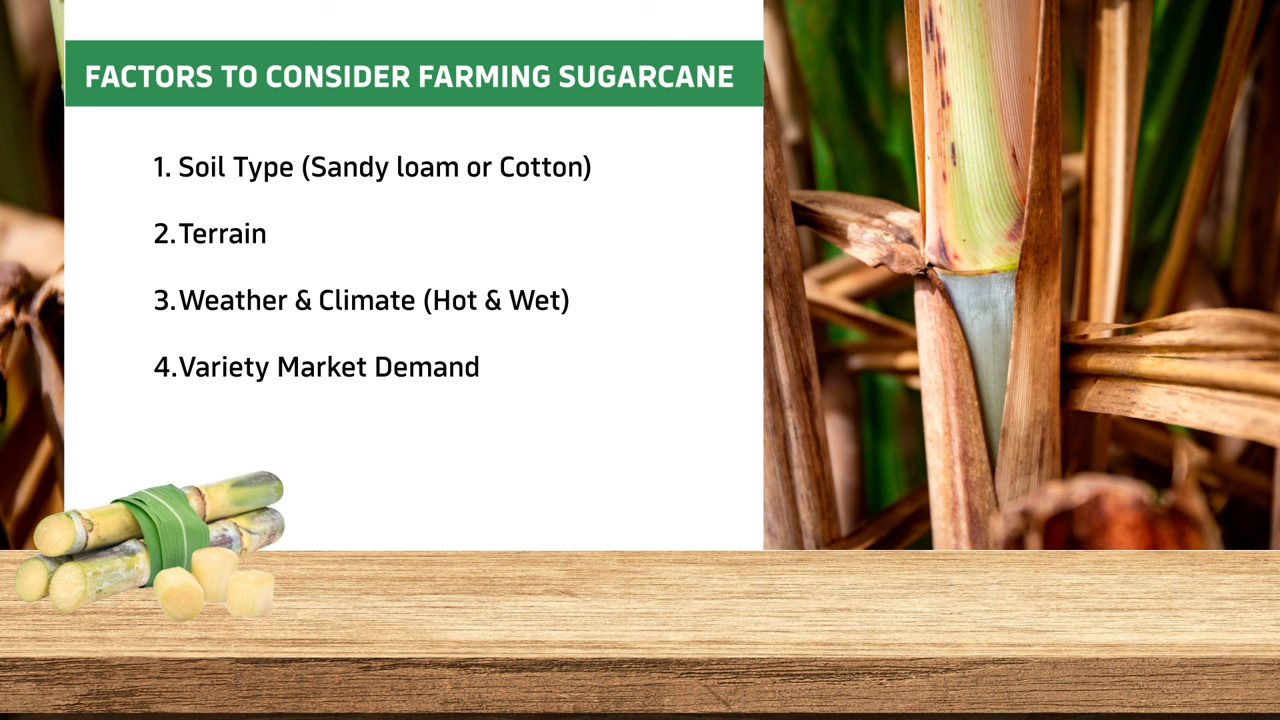 FACTORS TO CONSIDER FARMING SUGARCANE
1. Soil Type (Sandy loam or Cotton)
2. Terrain
3. Weather & Climate (Hot & Wet)
4. Variety Market Demand